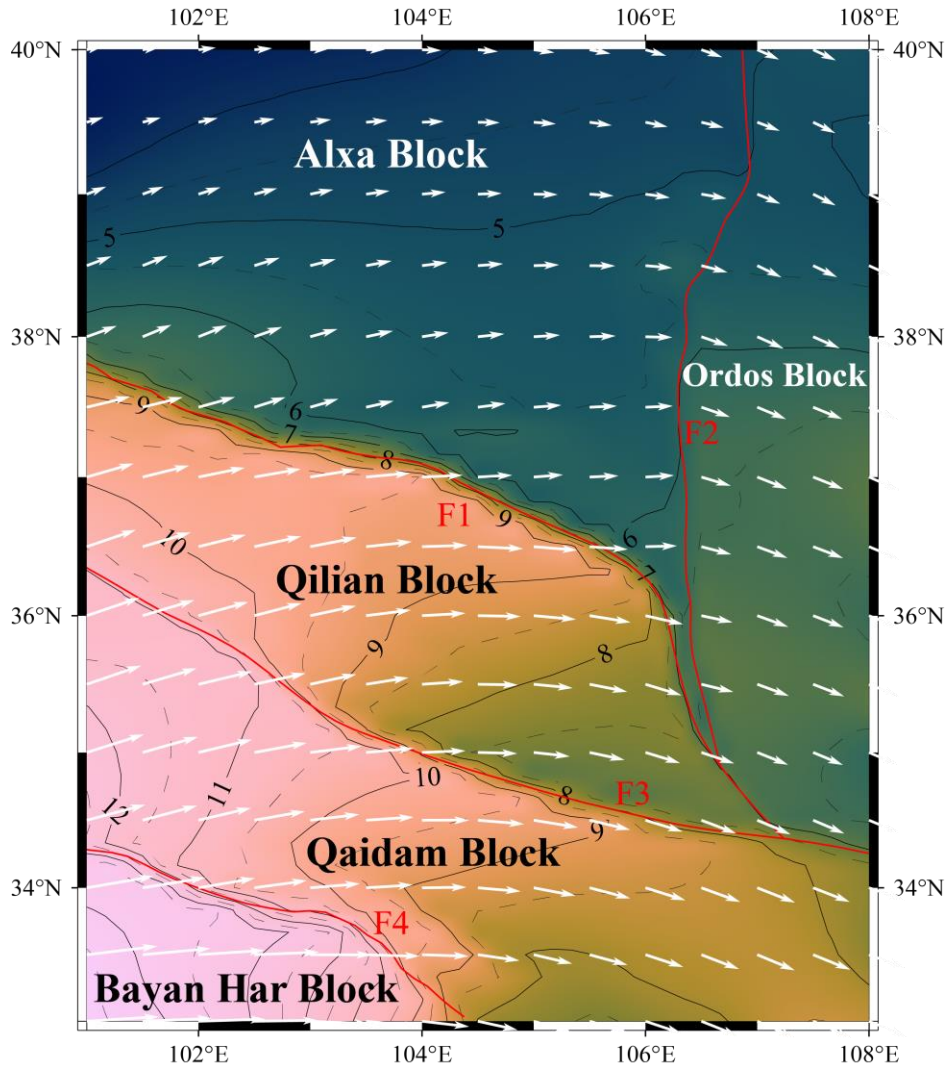 102°E 104°E 106°E 108°E
40°N 40°N
Alxa Block
5 5
38°N 38°N
Ordos Block
9 6
7 F2
8
F1 9
10 6
7
Qilian Block
36°N 36°N
9 8
10
11 8 F3
12 9
Qaidam Block
34°N 34°N
F4
Bayan Har Block
102°E 104°E 106°E 108°E